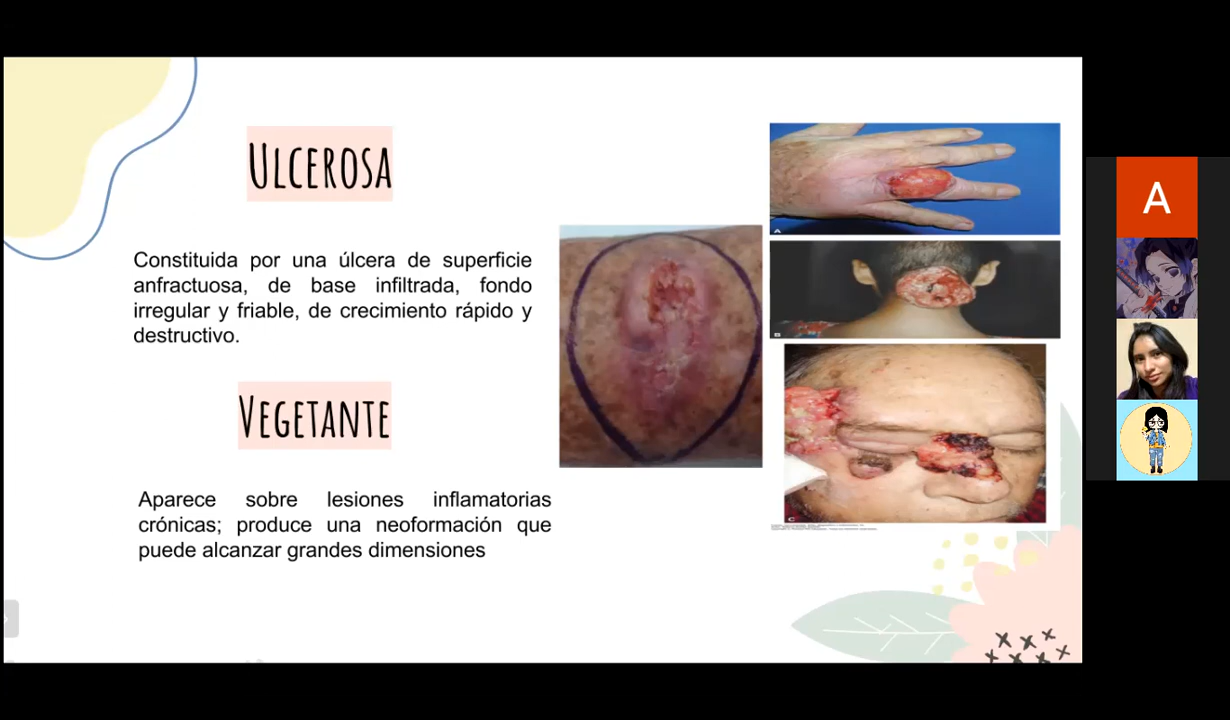 ULCEROSA
Constituida por una úlcera de superficie
anfractuosa, de base infiltrada, fondo
irregular y friable, de crecimiento rápido y
destructivo.
VEGETANTE
Aparece sobre lesiones inflamatorias
crónicas; produce una neoformación que
puede alcanzar grandes dimensiones
A
B
C
A